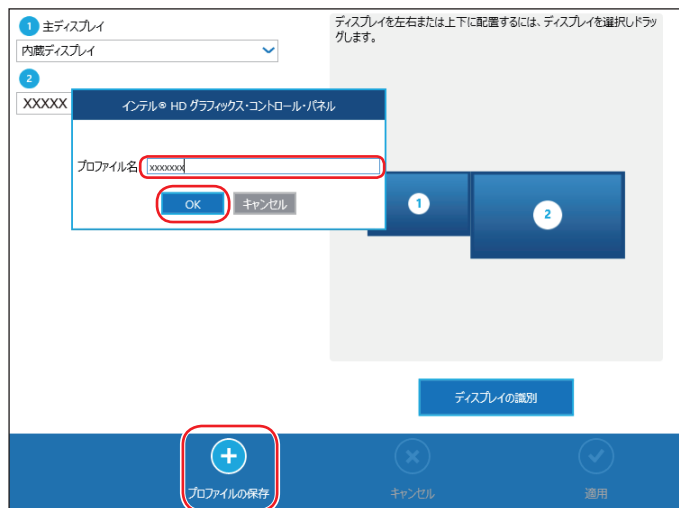 1 主ディスプレイ
内蔵ディスプレイ
2
XXXXX
ディスプレイを左右または上下に配置するには、ディスプレイを選択しドラッ
グします。
インテル® HD グラフィックス・コントロール・パネル
プロファイル名 xxxxxxx
OK キャンセル
1
2
ディスプレイの識別
プロファイルの保存 キャンセル 適用